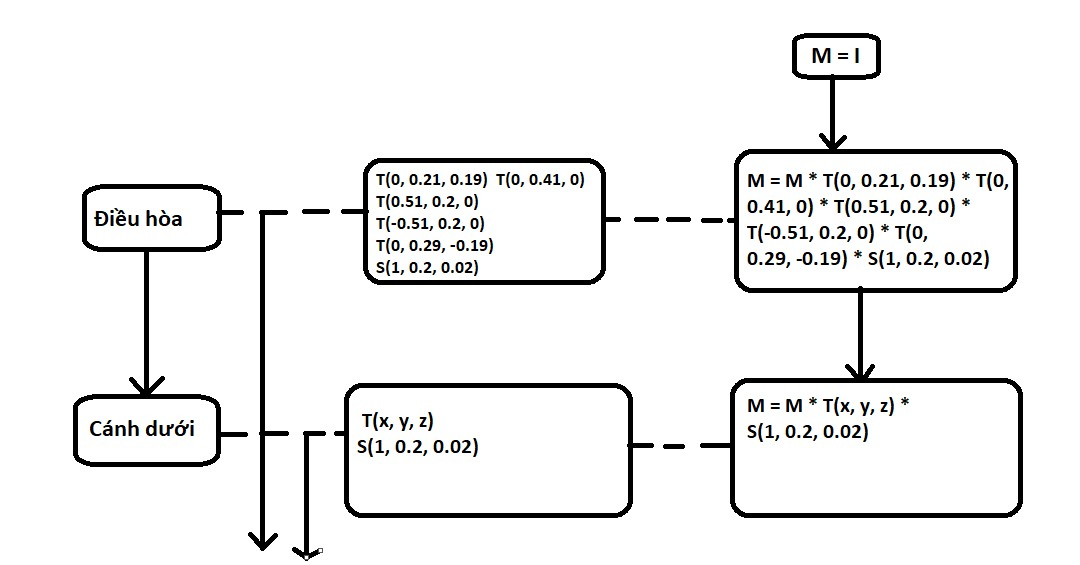 M = I
Điều hòa
T(0, 0.21, 0.19) T(0, 0.41, 0)
T(0.51, 0.2, 0)
T(-0.51, 0.2, 0)
T(0, 0.29, -0.19)
S(1, 0.2, 0.02)
M = M * T(0, 0.21, 0.19) * T(0,
0.41, 0) * T(0.51, 0.2, 0) *
T(-0.51, 0.2, 0) * T(0,
0.29, -0.19) * S(1, 0.2, 0.02)
Cánh dưới
T(x, y, z)
S(1, 0.2, 0.02)
M = M * T(x, y, z) *
S(1, 0.2, 0.02)